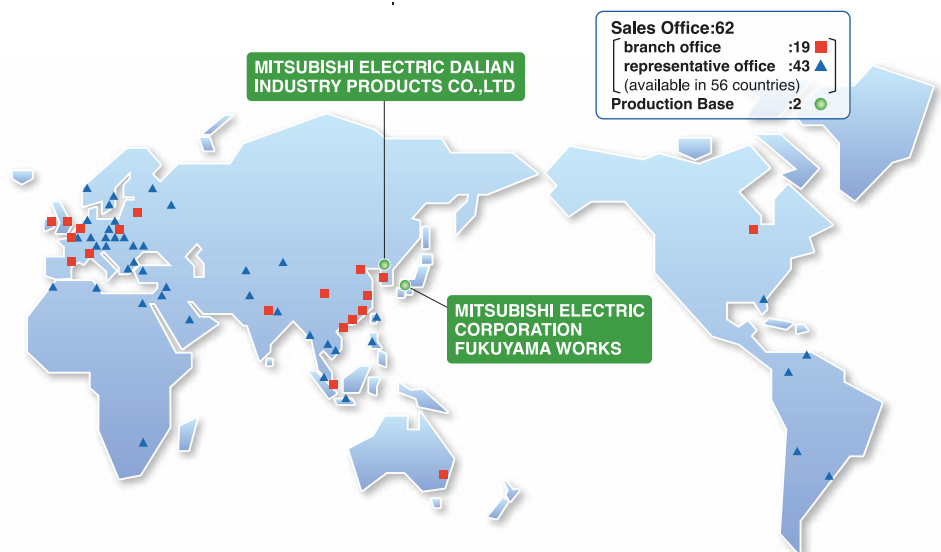 Sales Office:62
branch office :19
representative office :43
(available in 56 countries)
Production Base :2
MITSUBISHI ELECTRIC DALIAN
INDUSTRY PRODUCTS CO.,LTD
MITSUBISHI ELECTRIC
CORPORATION
FUKUYAMA WORKS